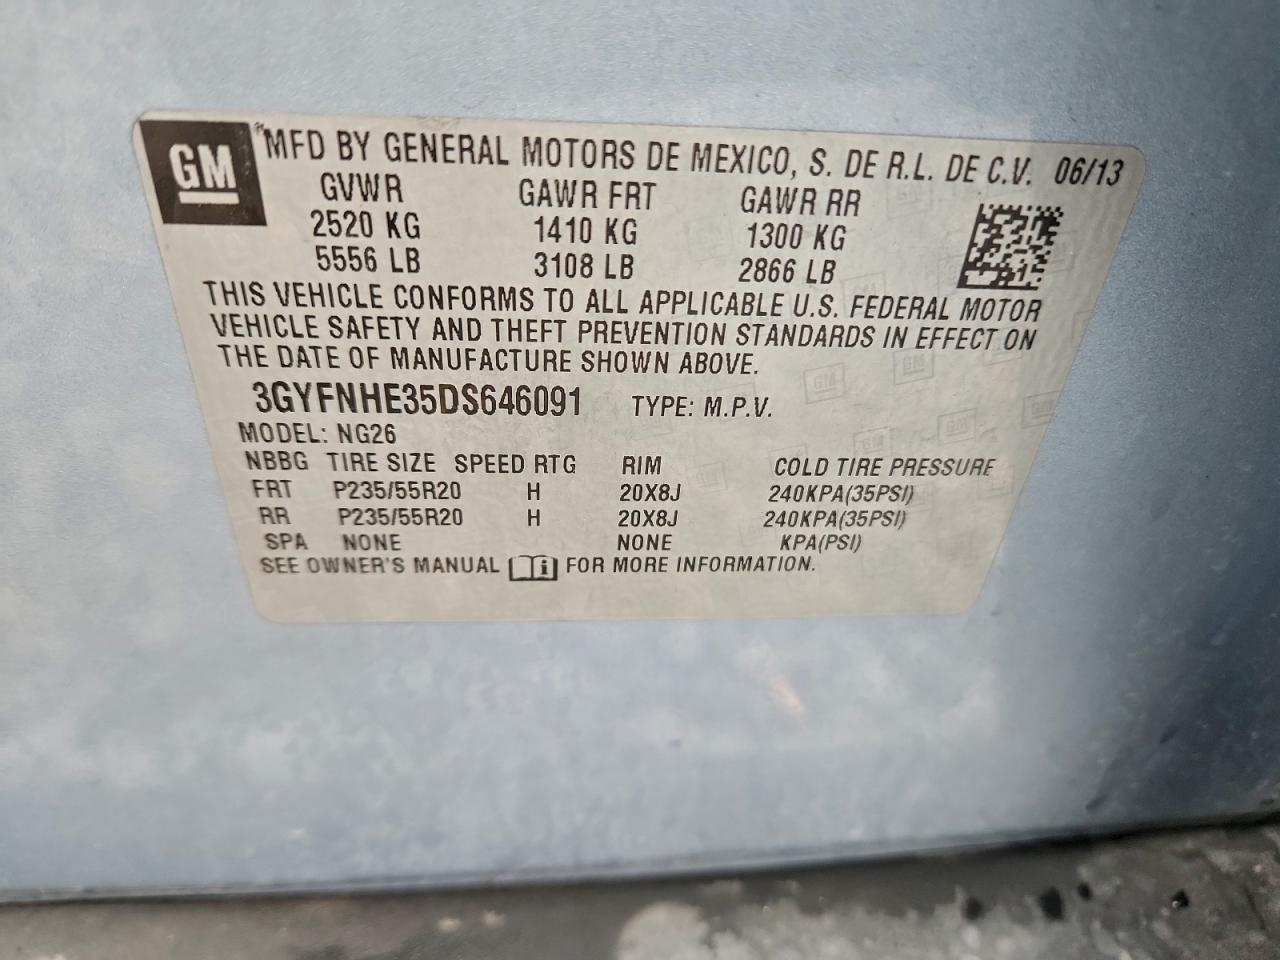 GM
MFD BY GENERAL MOTORS DE MEXICO, S. DE R.L. DE C.V. 06/13
GVWR GAWR FRT GAWR RR
2520 KG 1410 KG 1300 KG
5556 LB 3108 LB 2866 LB
THIS VEHICLE CONFORMS TO ALL APPLICABLE U.S. FEDERAL MOTOR
VEHICLE SAFETY AND THEFT PREVENTION STANDARDS IN EFFECT ON
THE DATE OF MANUFACTURE SHOWN ABOVE.
3GYFNHE35DS646091 TYPE: M.P.V.
MODEL: NG26
NBBG TIRE SIZE SPEED RTG RIM COLD TIRE PRESSURE
FRT P235/55R20 H 20X8J 240KPA(35PSI)
RR P235/55R20 H 20X8J 240KPA(35PSI)
SPA NONE NONE KPA(PSI)
SEE OWNER'S MANUAL i FOR MORE INFORMATION.